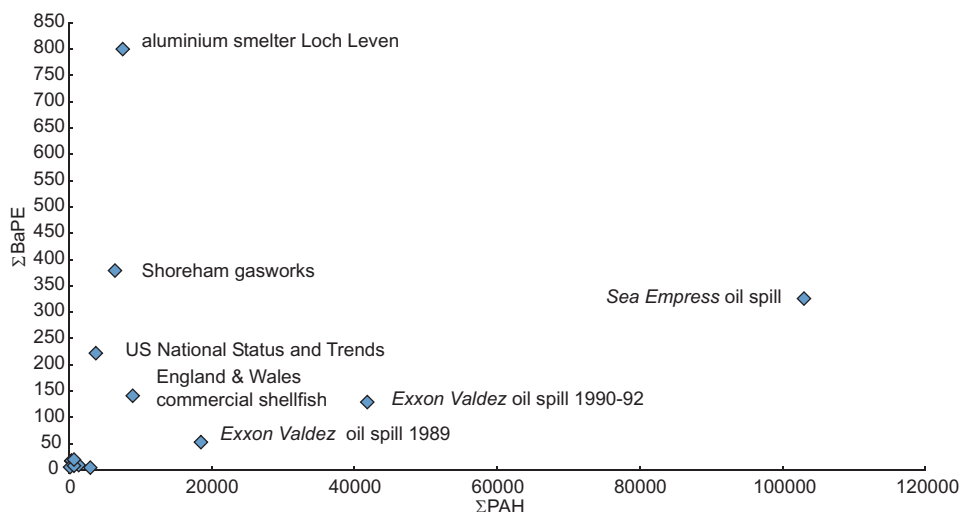 850
800
750
700
650
600
550
500
450
400
350
300
250
200
150
100
50
0
ΣBaPE
aluminium smelter Loch Leven
Shoreham gasworks
Sea Empress oil spill
US National Status and Trends
England & Wales
commercial shellfish
Exxon Valdez oil spill 1990-92
Exxon Valdez oil spill 1989
0 20000 40000 60000 80000 100000 120000
ΣPAH